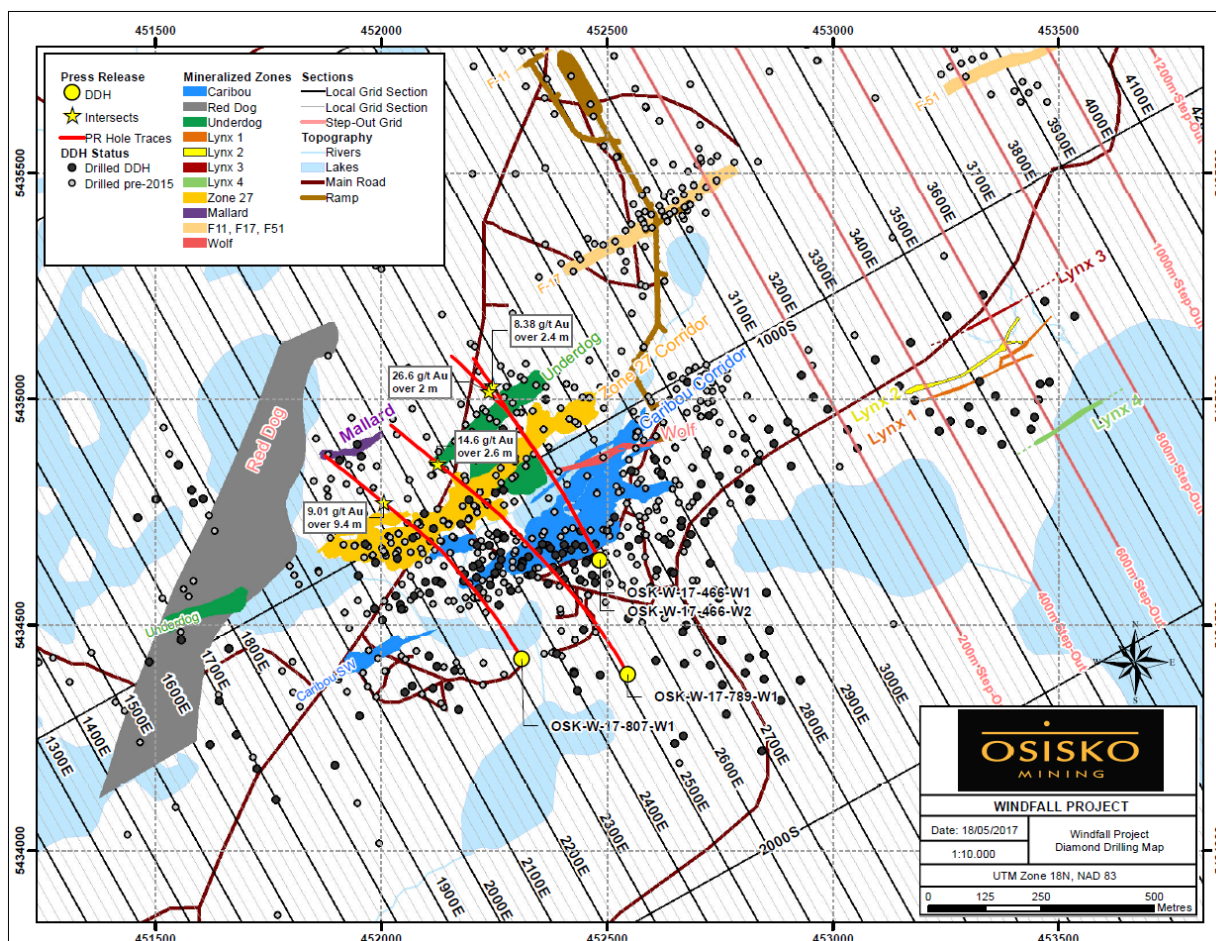 451500
452000
452500
453000
453500
Press Release
DDH
Intersects
PR Hole Traces
DDH Status
Drilled DDH
Drilled pre-2015
Mineralized Zones
Caribou
Red Dog
Underdog
Lynx 1
Lynx 2
Lynx 3
Lynx 4
Zone 27
Mallard
F11, F17, F51
Wolf
Sections
Local Grid Section
Local Grid Section
Step-Out Grid
Topography
Rivers
Lakes
Main Road
Ramp
F-11
F-51
F-17
1200m-Step-Out
4100E
4000E
3900E
3800E
3700E
3600E
3500E
3400E
3300E
3200E
3100E
1000S
1000m-Step-Out
5435500
5435000
5434500
5434000
8.38 g/t Au
over 2.4 m
26.6 g/t Au
over 2 m
14.6 g/t Au
over 2.6 m
9.01 g/t Au
over 9.4 m
Underdog
Zone 27 Corridor
Caribou Corridor
Wolf
Mallard
Red Dog
Lynx 3
Lynx 2
Lynx 1
Lynx 4
800m-Step-Out
600m-Step-Out
400m-Step-Out
200m-Step-Out
OSK-W-17-466-W1
OSK-W-17-466-W2
OSK-W-17-789-W1
OSK-W-17-807-W1
Underdog
Caribou SW
1800E
1700E
1600E
1500E
1400E
1300E
3000E
2900E
2800E
2700E
2600E
2500E
2400E
2300E
2200E
2100E
2000E
1900E
2000S
N
W
E
S
OSISKO
MINING
WINDFALL PROJECT
Date: 18/05/2017
1:10.000
Windfall Project
Diamond Drilling Map
UTM Zone 18N, NAD 83
0 125 250 500
Metres
451500
452000
452500
453000
453500